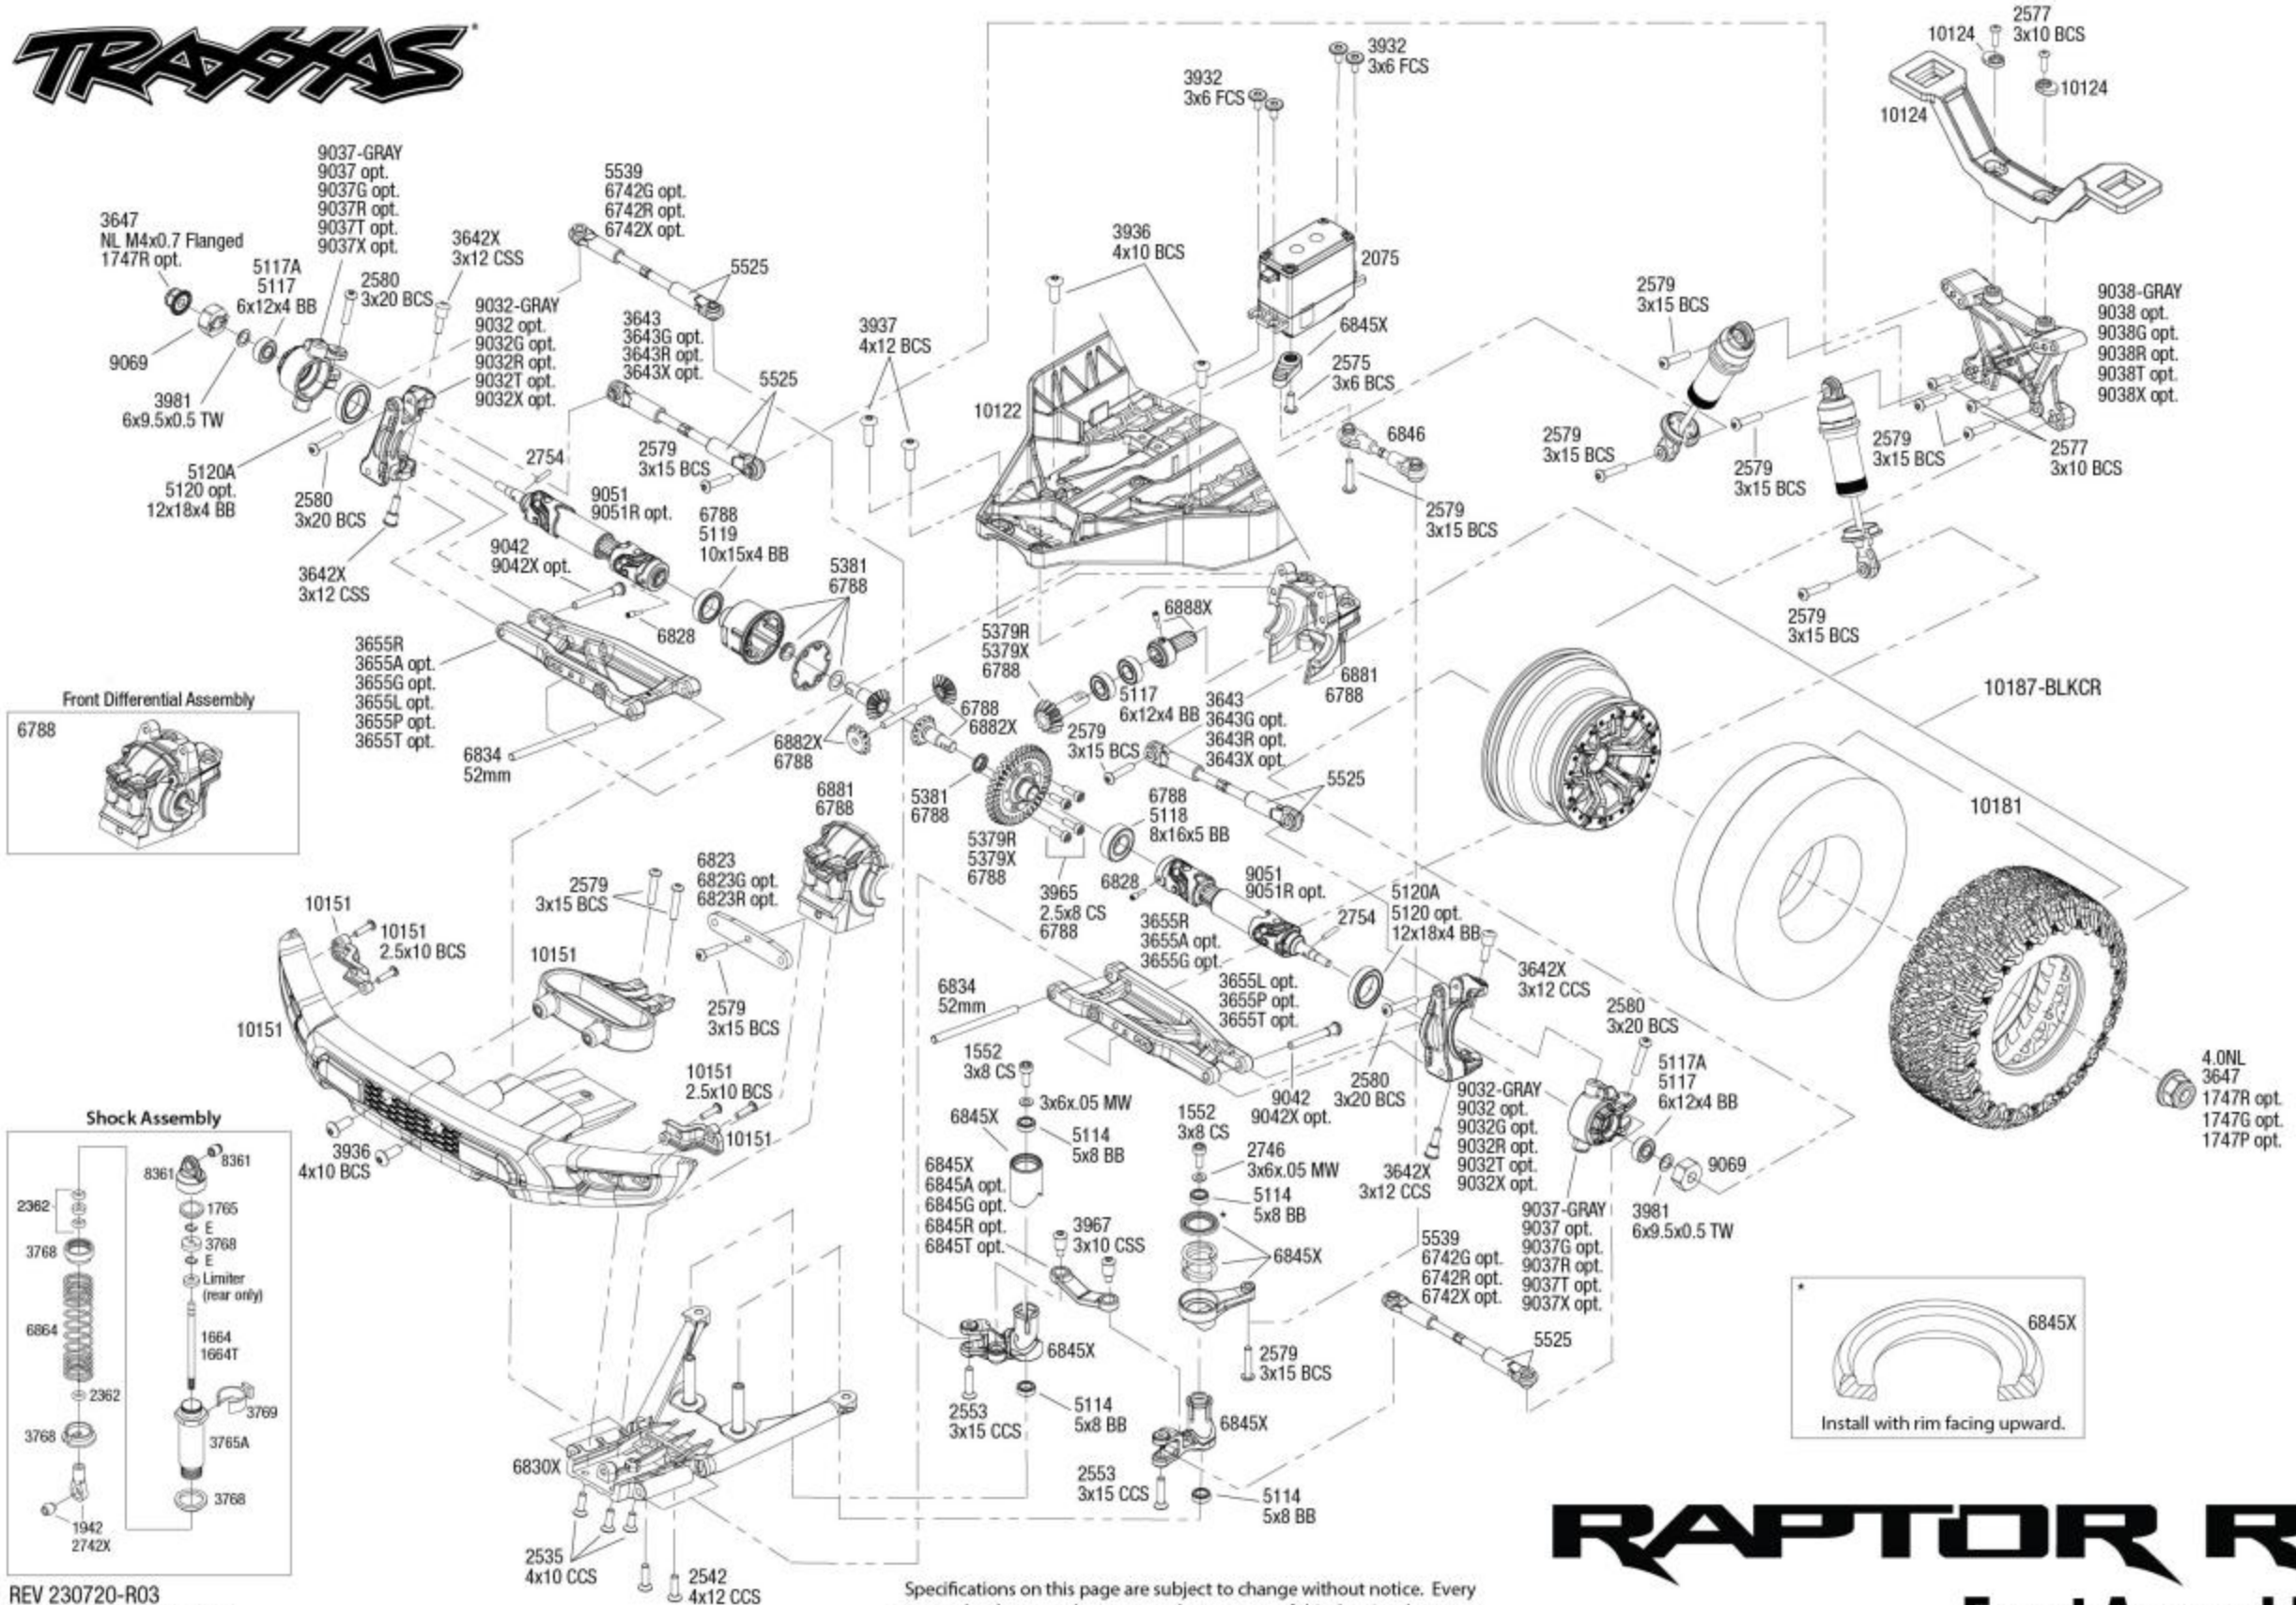 TRAXXAS
3932
3x6 FCS
3932
3x6 FCS
2577
3x10 BCS
10124
10124
10124
9037-GRAY
9037 opt.
9037G opt.
9037R opt.
9037T opt.
9037X opt.
5539
6742G opt.
6742R opt.
6742X opt.
3647
NL M4x0.7 Flanged
1747R opt.
5117A
5117
6x12x4 BB
2580
3x20 BCS
3642X
3x12 CSS
9032-GRAY
9032 opt.
9032G opt.
9032R opt.
9032T opt.
9032X opt.
5525
3643
3643G opt.
3643R opt.
3643X opt.
5525
3936
4x10 BCS
3937
4x12 BCS
2075
6845X
2575
3x6 BCS
10122
6846
2579
3x15 BCS
2579
3x15 BCS
2579
3x15 BCS
2579
3x15 BCS
2579
3x15 BCS
2577
3x10 BCS
9038-GRAY
9038 opt.
9038G opt.
9038R opt.
9038T opt.
9038X opt.
2579
3x15 BCS
9069
3981
6x9.5x0.5 TW
5120A
5120 opt.
12x18x4 BB
2580
3x20 BCS
3642X
3x12 CSS
2754
9051
9051R opt.
2579
3x15 BCS
9042
9042X opt.
6788
5119
10x15x4 BB
5381
6788
6828
3655R
3655A opt.
3655G opt.
3655L opt.
3655P opt.
3655T opt.
6834
52mm
6882X
6788
6788
6882X
5379R
5379X
6788
6888X
5117
6x12x4 BB
6881
6788
2579
3x15 BCS
3643
3643G opt.
3643R opt.
3643X opt.
5525
10187-BLKCR
10181
Front Differential Assembly
6788
5381
6788
5379R
5379X
6788
3965
2.5x8 CS
6788
6788
5118
8x16x5 BB
6828
9051
9051R opt.
2754
5120A
5120 opt.
12x18x4 BB
3655R
3655A opt.
3655G opt.
3655L opt.
3655P opt.
3655T opt.
6881
6788
6823
6823G opt.
6823R opt.
2579
3x15 BCS
2579
3x15 BCS
10151
10151
2.5x10 BCS
10151
10151
10151
2.5x10 BCS
10151
3936
4x10 BCS
6834
52mm
1552
3x8 CS
3x6x.05 MW
6845X
5114
5x8 BB
6845X
6845A opt.
6845G opt.
6845R opt.
6845T opt.
3967
3x10 CSS
9042
9042X opt.
1552
3x8 CS
2746
3x6x.05 MW
5114
5x8 BB
*
6845X
2580
3x20 BCS
3642X
3x12 CCS
3642X
3x12 CCS
2580
3x20 BCS
5117A
5117
6x12x4 BB
9032-GRAY
9032 opt.
9032G opt.
9032R opt.
9032T opt.
9032X opt.
9069
3981
6x9.5x0.5 TW
9037-GRAY
9037 opt.
9037G opt.
9037R opt.
9037T opt.
9037X opt.
5539
6742G opt.
6742R opt.
6742X opt.
5525
4.0NL
3647
1747R opt.
1747G opt.
1747P opt.
6845X
2553
3x15 CCS
5114
5x8 BB
2579
3x15 BCS
6845X
2553
3x15 CCS
5114
5x8 BB
6830X
2535
4x10 CCS
2542
4x12 CCS
Shock Assembly
8361
8361
2362
1765
E
3768
3768
E
Limiter
(rear only)
6864
1664
1664T
2362
3769
3768
3765A
3768
1942
2742X
*
6845X
Install with rim facing upward.
REV 230720-R03
Specifications on this page are subject to change without notice. Every
RAPTOR R